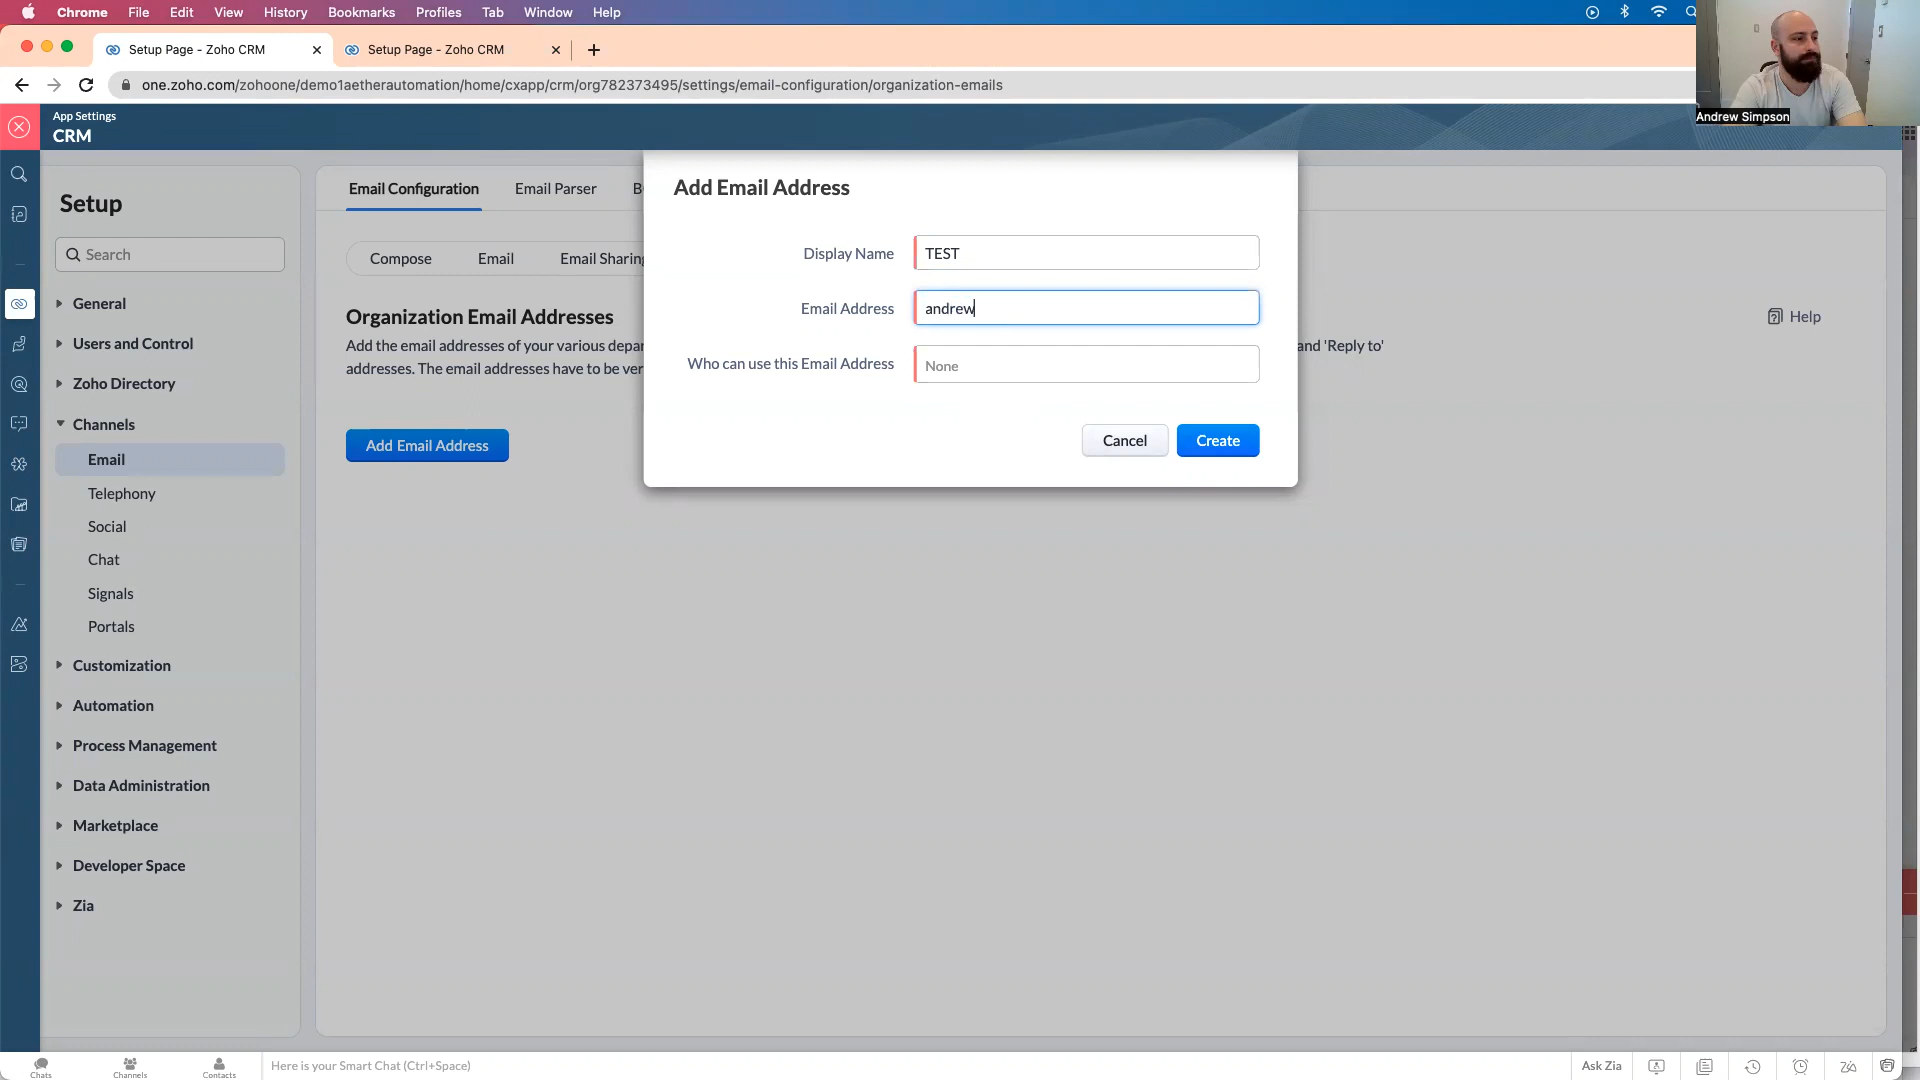 Chrome File Edit View History Bookmarks Profiles Tab Window Help
Setup Page - Zoho CRM
Setup Page - Zoho CRM
one.zoho.com/zohoone/demo1aetherautomation/home/cxapp/crm/org782373495/settings/email-configuration/organization-emails
Andrew Simpson
App Settings
CRM
Setup
Search
General
Users and Control
Zoho Directory
Channels
Email
Telephony
Social
Chat
Signals
Portals
Customization
Automation
Process Management
Data Administration
Marketplace
Developer Space
Zia
Email Configuration Email Parser
Compose Email Email Sharing
Organization Email Addresses
Help
Add the email addresses of your various and 'Reply to'
addresses. The email addresses have to be
Add Email Address
Add Email Address
Display Name TEST
Email Address andrew
Who can use this Email Address None
Cancel Create
Chats Channels Contacts Here is your Smart Chat (Ctrl+Space) Ask Zia